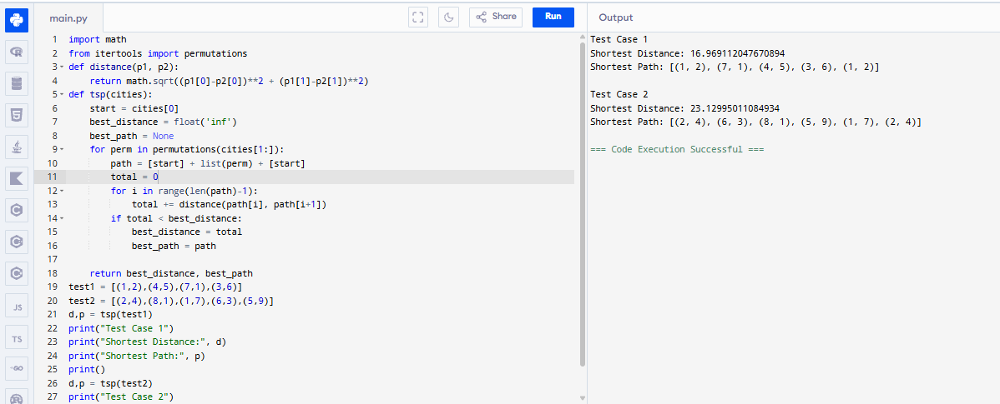 main.py
Share
Run
Output
1 import math
2 from itertools import permutations
3 def distance(p1, p2):
4     return math.sqrt((p1[0]-p2[0])**2 + (p1[1]-p2[1])**2)
5 def tsp(cities):
6     start = cities[0]
7     best_distance = float('inf')
8     best_path = None
9     for perm in permutations(cities[1:]):
10         path = [start] + list(perm) + [start]
11         total = 0
12         for i in range(len(path)-1):
13             total += distance(path[i], path[i+1])
14         if total < best_distance:
15             best_distance = total
16             best_path = path
17
18     return best_distance, best_path
19 test1 = [(1,2),(4,5),(7,1),(3,6)]
20 test2 = [(2,4),(8,1),(1,7),(6,3),(5,9)]
21 d,p = tsp(test1)
22 print("Test Case 1")
23 print("Shortest Distance:", d)
24 print("Shortest Path:", p)
25 print()
26 d,p = tsp(test2)
27 print("Test Case 2")
Test Case 1
Shortest Distance: 16.969112047670894
Shortest Path: [(1, 2), (7, 1), (4, 5), (3, 6), (1, 2)]
Test Case 2
Shortest Distance: 23.12995011084934
Shortest Path: [(2, 4), (6, 3), (8, 1), (5, 9), (1, 7), (2, 4)]
=== Code Execution Successful ===
JS
TS
GO